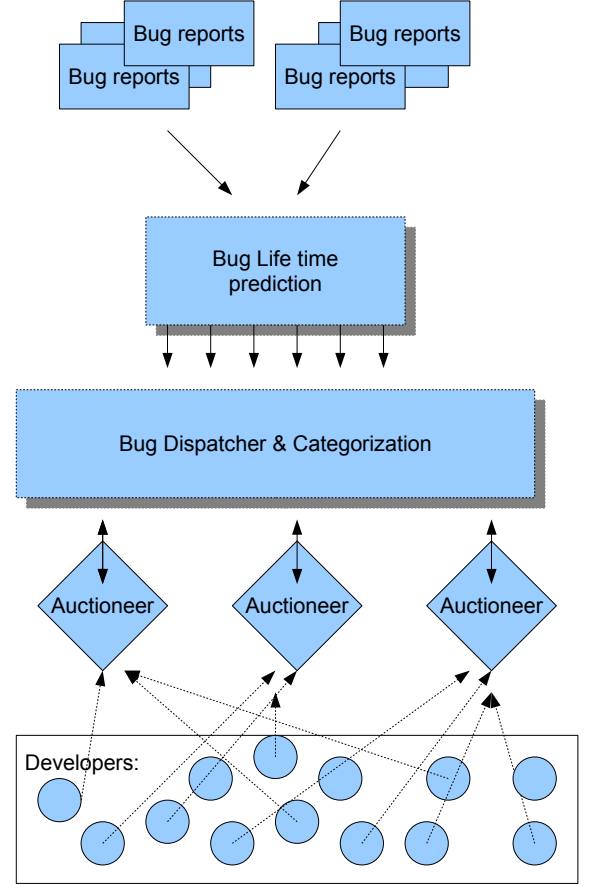 Bug reports
Bug reports
Bug reports
Bug reports
Bug Life time
prediction
Bug Dispatcher & Categorization
Auctioneer
Auctioneer
Auctioneer
Developers: